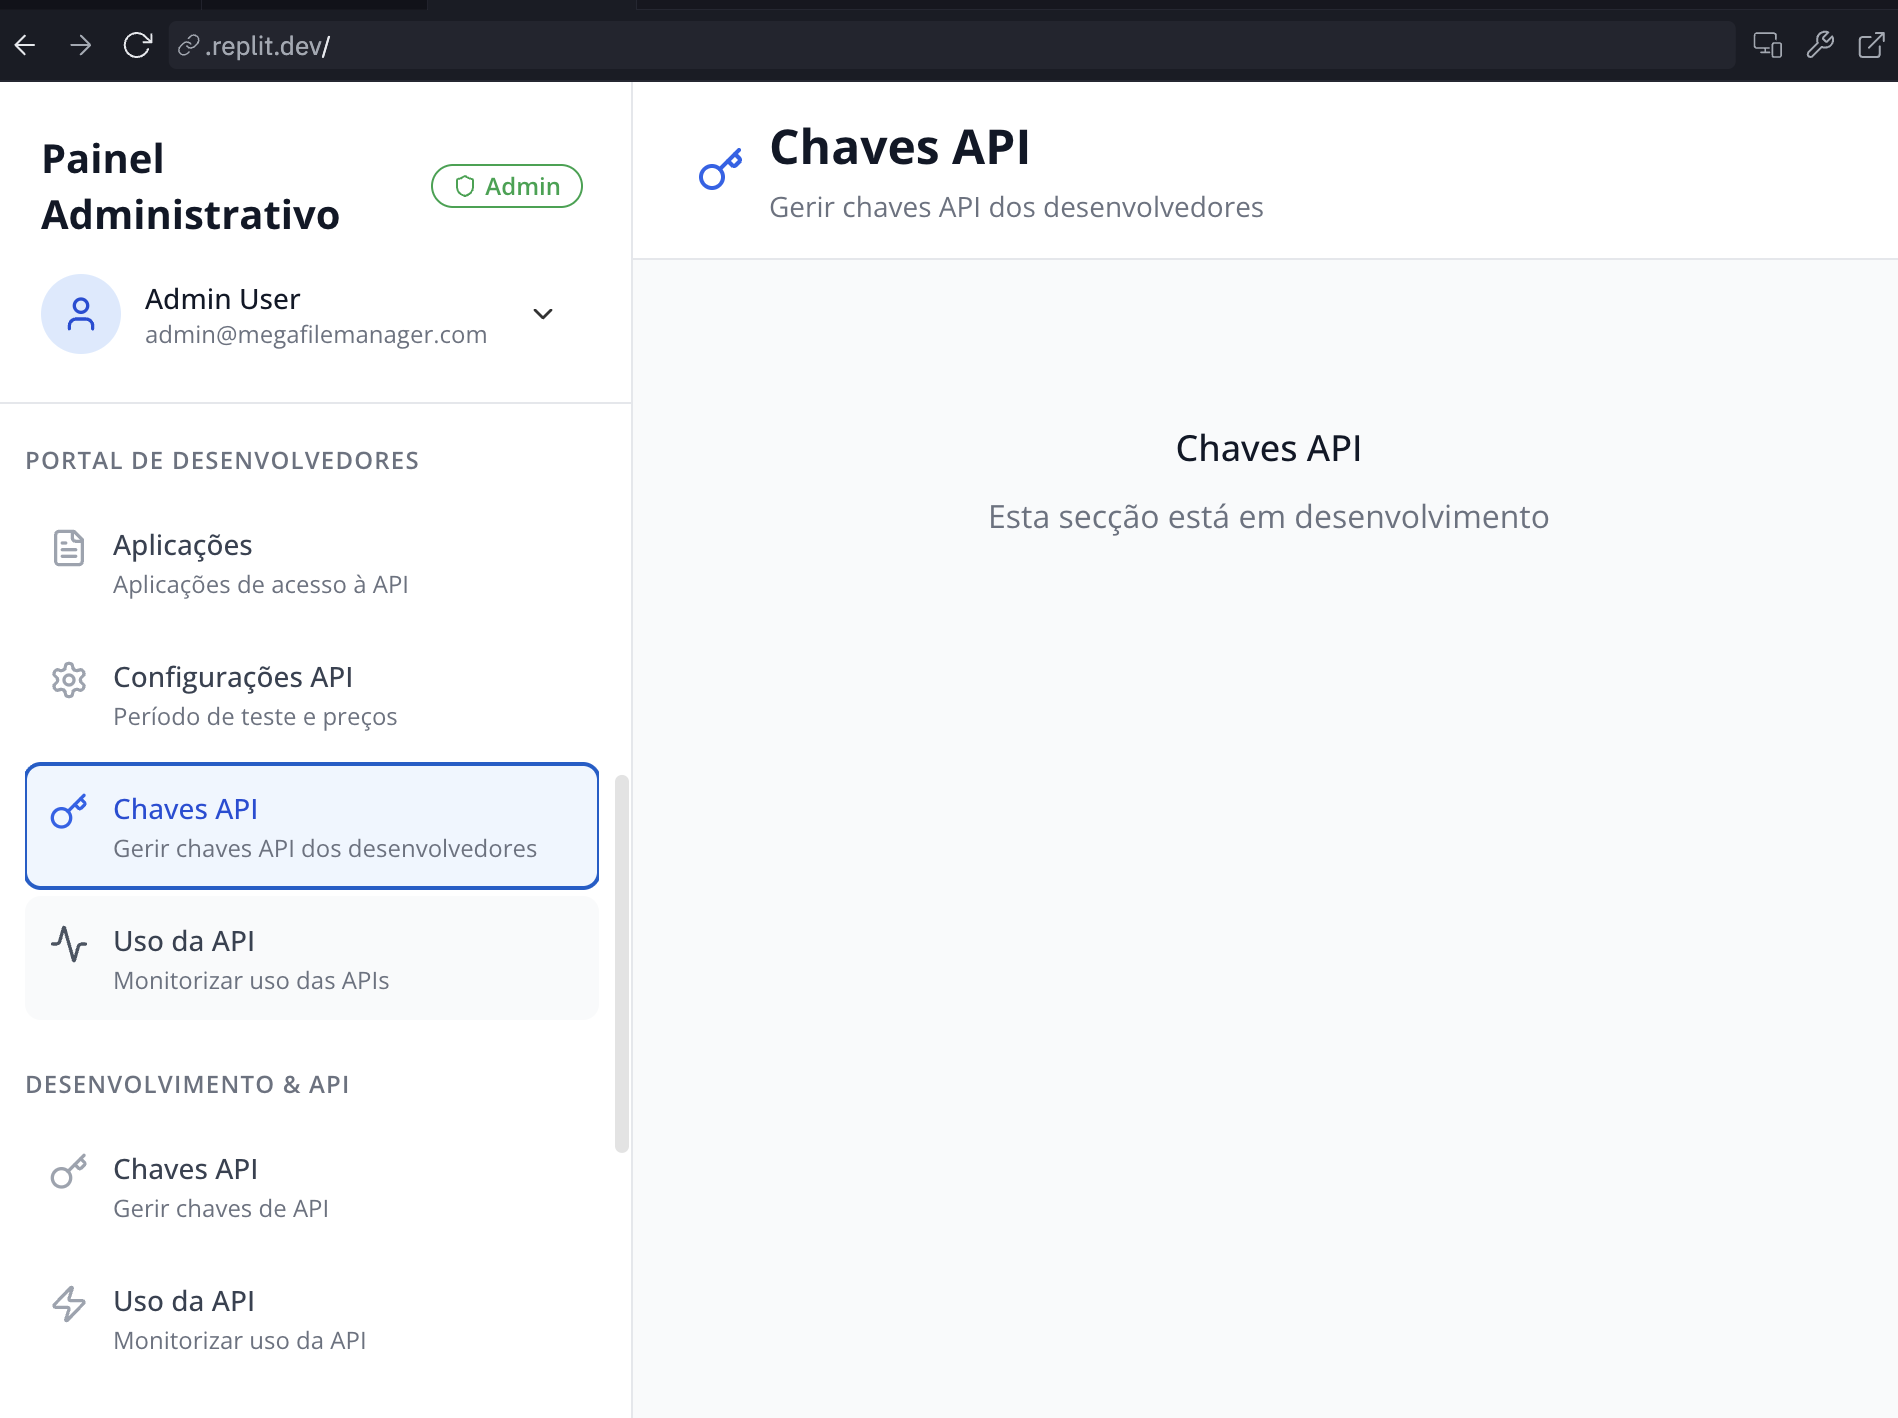 .replit.dev/
Painel
Administrativo
Admin
Admin User
admin@megafilemanager.com
PORTAL DE DESENVOLVEDORES
Aplicações
Aplicações de acesso à API
Configurações API
Período de teste e preços
Chaves API
Gerir chaves API dos desenvolvedores
Uso da API
Monitorizar uso das APIs
DESENVOLVIMENTO & API
Chaves API
Gerir chaves de API
Uso da API
Monitorizar uso da API
Chaves API
Gerir chaves API dos desenvolvedores
Chaves API
Esta secção está em desenvolvimento